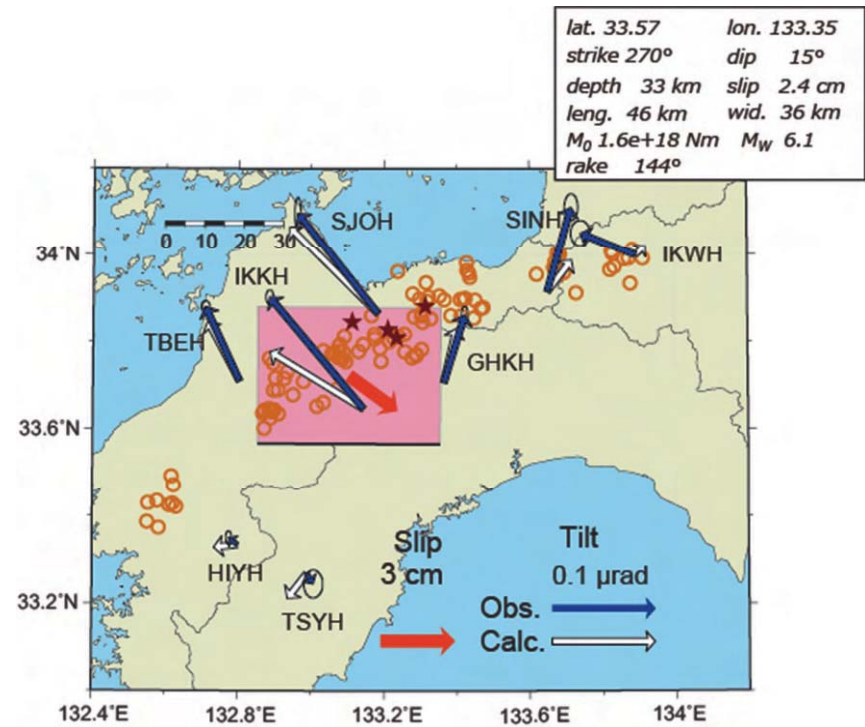 lat. 33.57 lon. 133.35
strike 270° dip 15°
depth 33 km slip 2.4 cm
leng. 46 km wid. 36 km
M₀ 1.6e+18 Nm M_W 6.1
rake 144°
SJOH
SINH
0 10 20 30
34°N
IKWH
IKKH
TBEH
GHKH
33.6°N
Slip
3 cm
Tilt
0.1 μrad
HIYH
33.2°N
TSYH
Obs.
Calc.
132.4°E 132.8°E 133.2°E 133.6°E 134°E